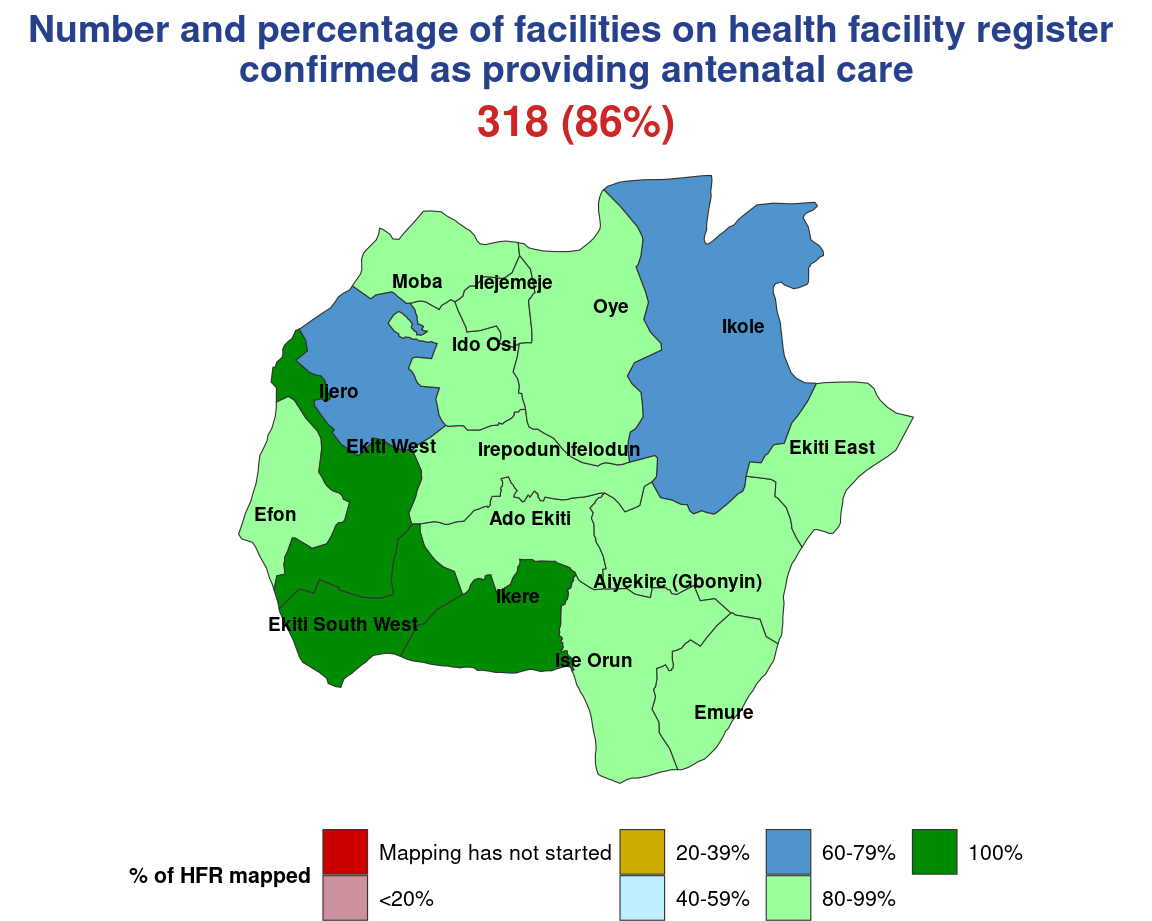 Number and percentage of facilities on health facility register
confirmed as providing antenatal care
318 (86%)
Moba
Ilejemeje
Oye
Ikole
Ido Osi
Ijero
Ekiti West
Irepodun Ifelodun
Ekiti East
Efon
Ado Ekiti
Aiyekire (Gbonyin)
Ikere
Ekiti South West
Ise Orun
Emure
% of HFR mapped
Mapping has not started
<20%
20-39%
40-59%
60-79%
80-99%
100%